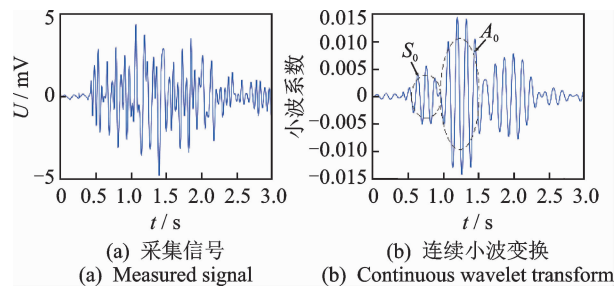 U / mV
5
0
−5
0 0.5 1.0 1.5 2.0 2.5 3.0
t / s
(a) 采集信号
(a) Measured signal
小波系数
0.015
0.010
0.005
0
−0.005
−0.010
−0.015
S₀
A₀
0 0.5 1.0 1.5 2.0 2.5 3.0
t / s
(b) 连续小波变换
(b) Continuous wavelet transform